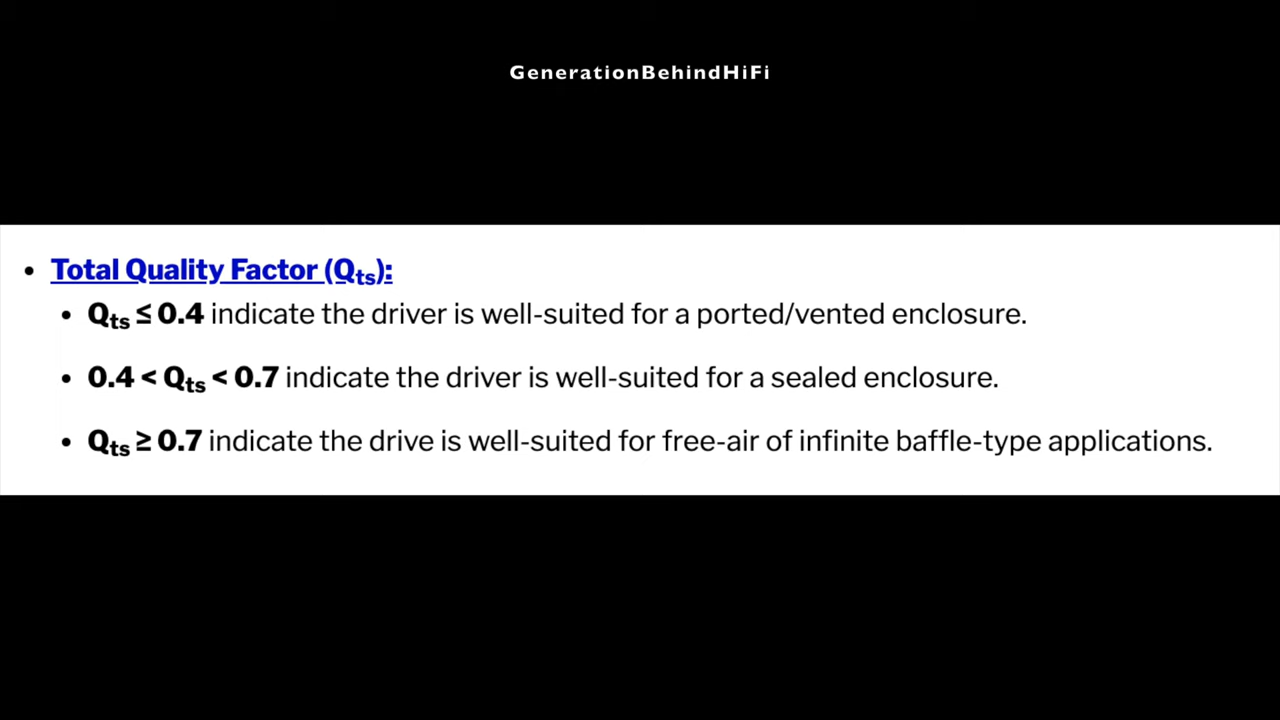 GenerationBehindHiFi
• Total Quality Factor (Qts):
• Qts ≤ 0.4 indicate the driver is well-suited for a ported/vented enclosure.
• 0.4 < Qts < 0.7 indicate the driver is well-suited for a sealed enclosure.
• Qts ≥ 0.7 indicate the drive is well-suited for free-air of infinite baffle-type applications.